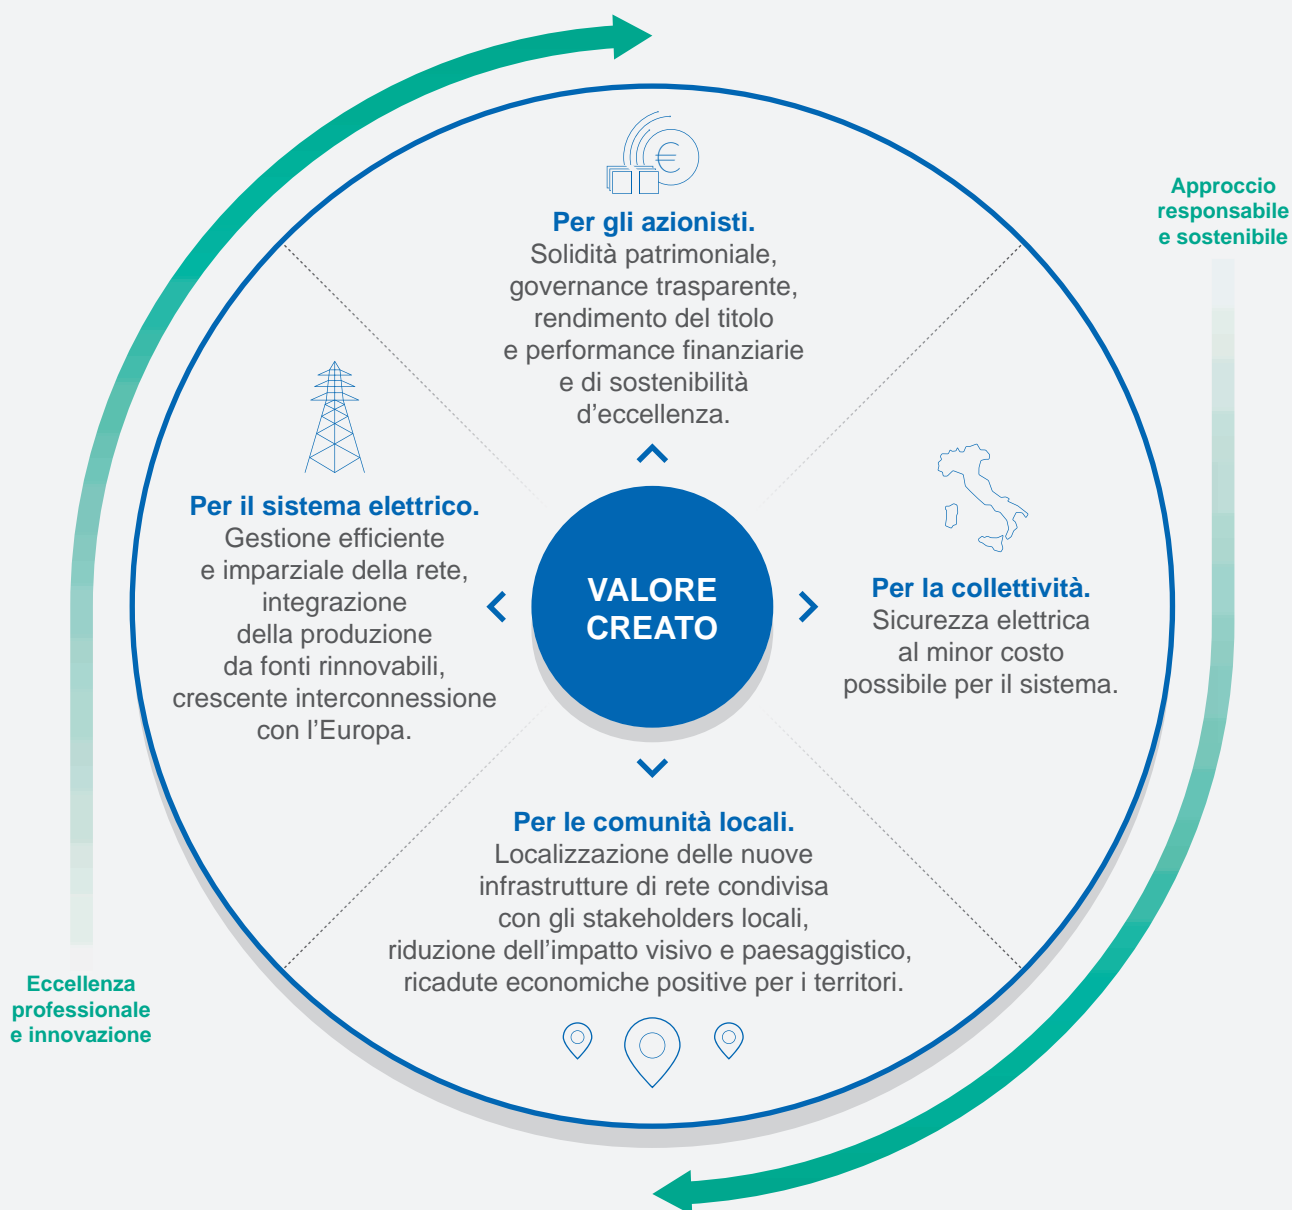 Per gli azionisti.
Solidità patrimoniale,
governance trasparente,
rendimento del titolo
e performance finanziarie
e di sostenibilità
d’eccellenza.
Approccio
responsabile
e sostenibile
Per il sistema elettrico.
Gestione efficiente
e imparziale della rete,
integrazione
della produzione
da fonti rinnovabili,
crescente interconnessione
con l’Europa.
VALORE
CREATO
Per la collettività.
Sicurezza elettrica
al minor costo
possibile per il sistema.
Per le comunità locali.
Localizzazione delle nuove
infrastrutture di rete condivisa
con gli stakeholders locali,
riduzione dell’impatto visivo e paesaggistico,
ricadute economiche positive per i territori.
Eccellenza
professionale
e innovazione